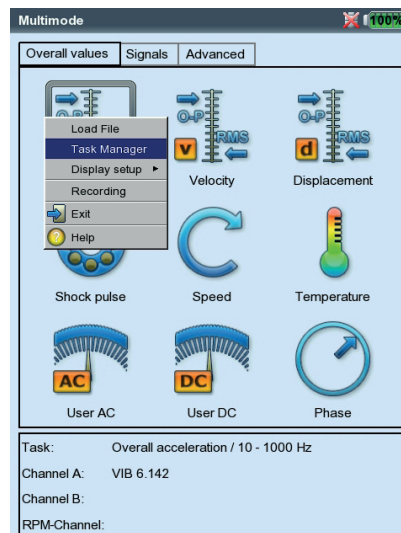 Multimode 100%
Overall values Signals Advanced
O-P
O-P RMS
O-P RMS
v
d
Load File
Task Manager
Display setup
Recording
Exit
? Help
Velocity Displacement
Shock pulse Speed Temperature
AC DC
User AC User DC Phase
Task: Overall acceleration / 10 - 1000 Hz
Channel A: VIB 6.142
Channel B:
RPM-Channel: